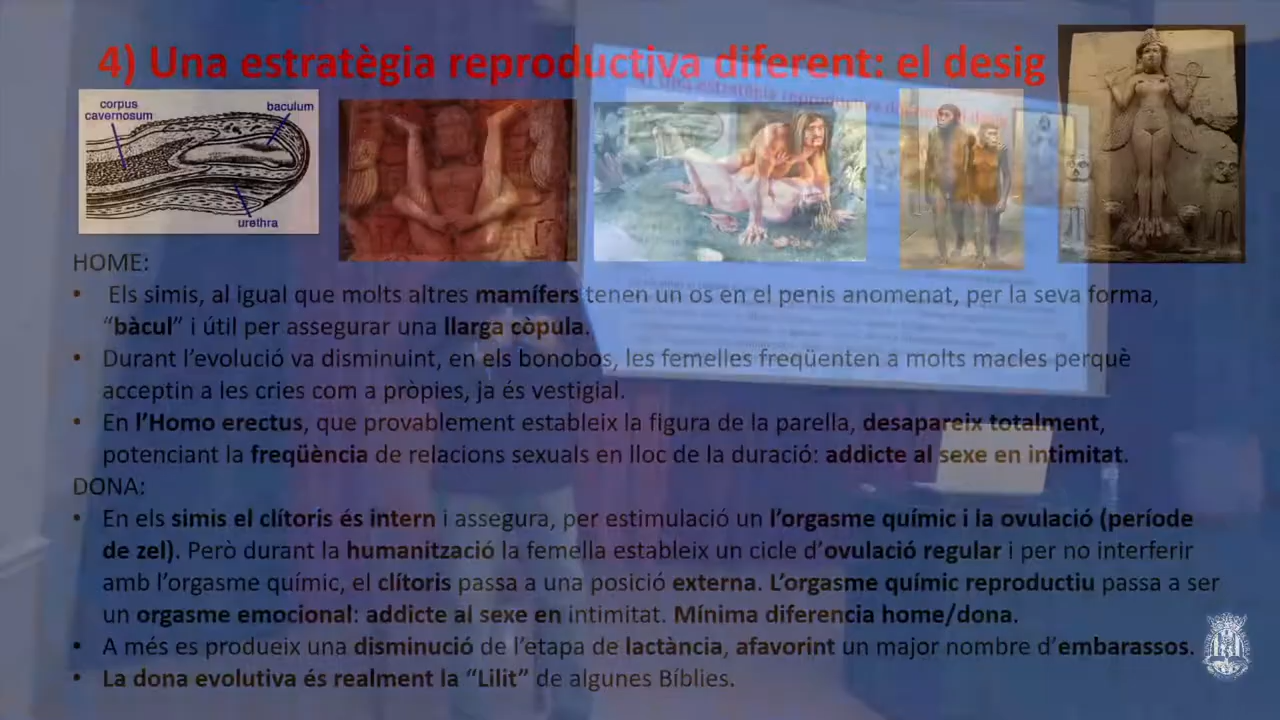 4) Una estratègia reproductiva diferent: el desig
corpus
cavernosum
baculum
urethra
HOME:
• Els simis, al igual que molts altres mamífers tenen un os en el penis anomenat, per la seva forma,
“bàcul” i útil per assegurar una llarga còpula.
• Durant l’evolució va disminuint, en els bonobos, les femelles freqüenten a molts macles perquè
acceptin a les cries com a pròpies, ja és vestigial.
• En l’Homo erectus, que provablement estableix la figura de la parella, desapareix totalment,
potenciant la freqüència de relacions sexuals en lloc de la duració: addicte al sexe en intimitat.
DONA:
• En els simis el clítoris és intern i assegura, per estimulació un l’orgasme químic i la ovulació (període
de zel). Però durant la humanització la femella estableix un cicle d’ovulació regular i per no interferir
amb l’orgasme químic, el clítoris passa a una posició externa. L’orgasme químic reproductiu passa a ser
un orgasme emocional: addicte al sexe en intimitat. Mínima diferencia home/dona.
• A més es produeix una disminució de l’etapa de lactància, afavorint un major nombre d’embarassos.
• La dona evolutiva és realment la “Lilit” de algunes Bíblies.